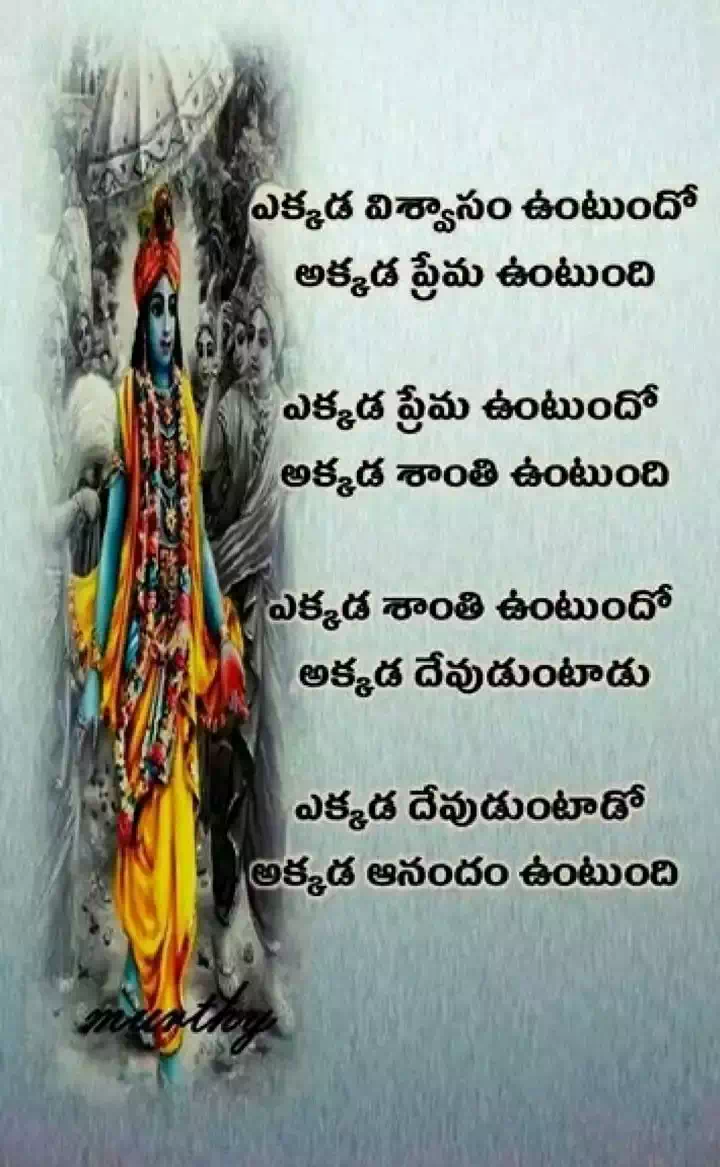 ఎక్కడ విశ్వాసం ఉంటుందో
అక్కడ ప్రేమ ఉంటుంది
ఎక్కడ ప్రేమ ఉంటుందో
అక్కడ శాంతి ఉంటుంది
ఎక్కడ శాంతి ఉంటుందో
అక్కడ దేవుడుంటాడు
ఎక్కడ దేవుడుంటాడో
అక్కడ ఆనందం ఉంటుంది
murthy